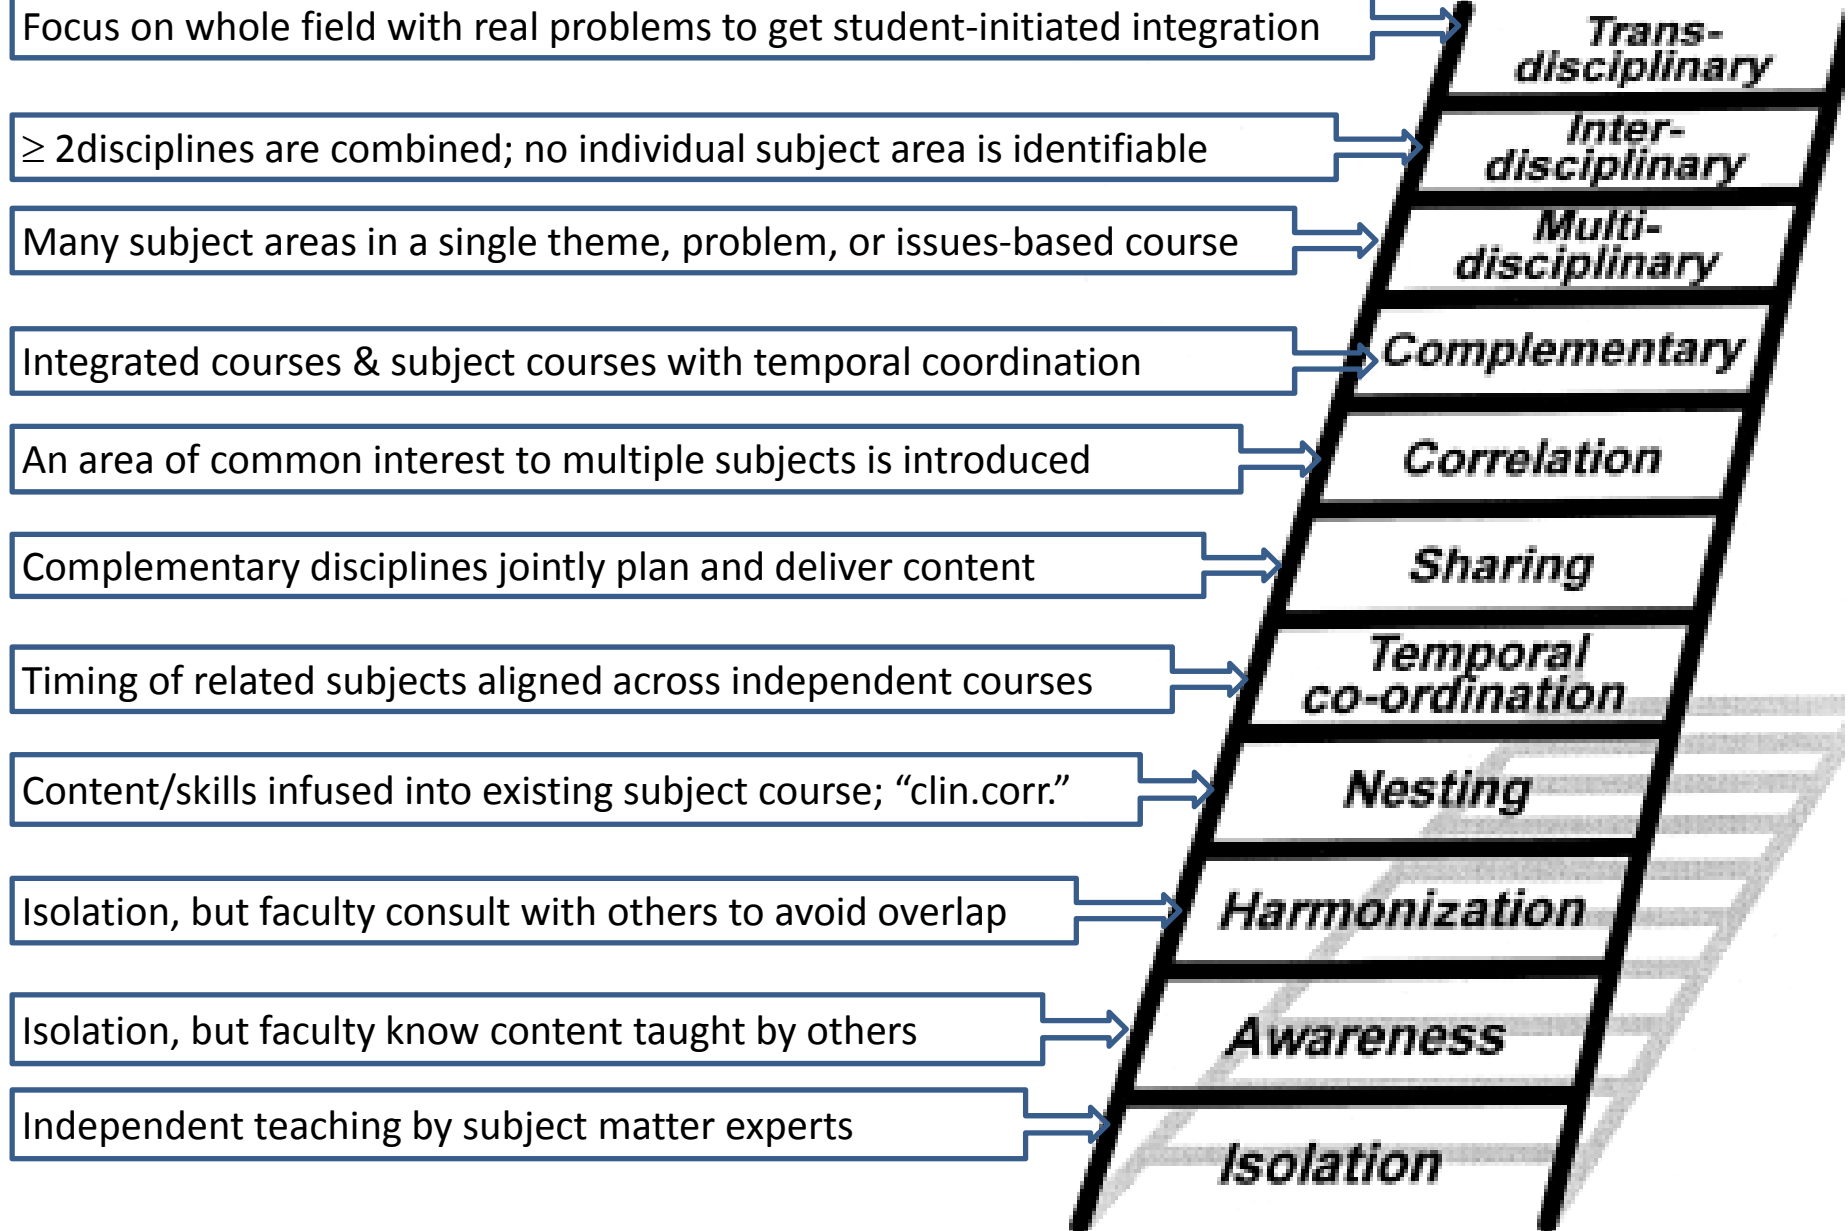 Focus on whole field with real problems to get student-initiated integration
Trans-
disciplinary
≥ 2disciplines are combined; no individual subject area is identifiable
Inter-
disciplinary
Many subject areas in a single theme, problem, or issues-based course
Multi-
disciplinary
Integrated courses & subject courses with temporal coordination
Complementary
An area of common interest to multiple subjects is introduced
Correlation
Complementary disciplines jointly plan and deliver content
Sharing
Timing of related subjects aligned across independent courses
Temporal
co-ordination
Content/skills infused into existing subject course; “clin.corr.”
Nesting
Isolation, but faculty consult with others to avoid overlap
Harmonization
Isolation, but faculty know content taught by others
Awareness
Independent teaching by subject matter experts
Isolation